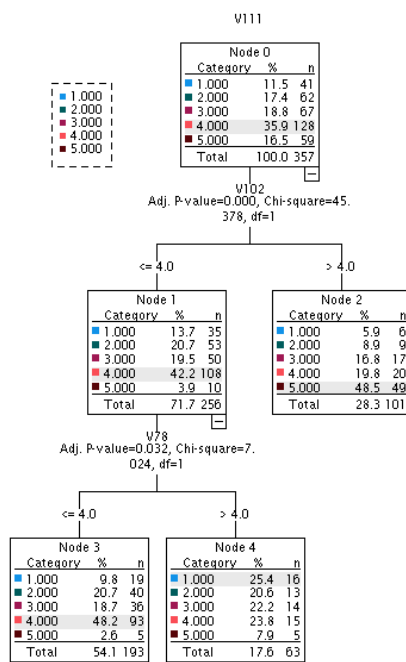 V111
1.000
2.000
3.000
4.000
5.000
Node 0
Category % n
1.000 11.5 41
2.000 17.4 62
3.000 18.8 67
4.000 35.9 128
5.000 16.5 59
Total 100.0 357
V102
Adj. P-value=0.000, Chi-square=45.
378, df=1
<= 4.0
> 4.0
Node 1
Category % n
1.000 13.7 35
2.000 20.7 53
3.000 19.5 50
4.000 42.2 108
5.000 3.9 10
Total 71.7 256
Node 2
Category % n
1.000 5.9 6
2.000 8.9 9
3.000 16.8 17
4.000 19.8 20
5.000 48.5 49
Total 28.3 101
V78
Adj. P-value=0.032, Chi-square=7.
024, df=1
<= 4.0
> 4.0
Node 3
Category % n
1.000 9.8 19
2.000 20.7 40
3.000 18.7 36
4.000 48.2 93
5.000 2.6 5
Total 54.1 193
Node 4
Category % n
1.000 25.4 16
2.000 20.6 13
3.000 22.2 14
4.000 23.8 15
5.000 7.9 5
Total 17.6 63